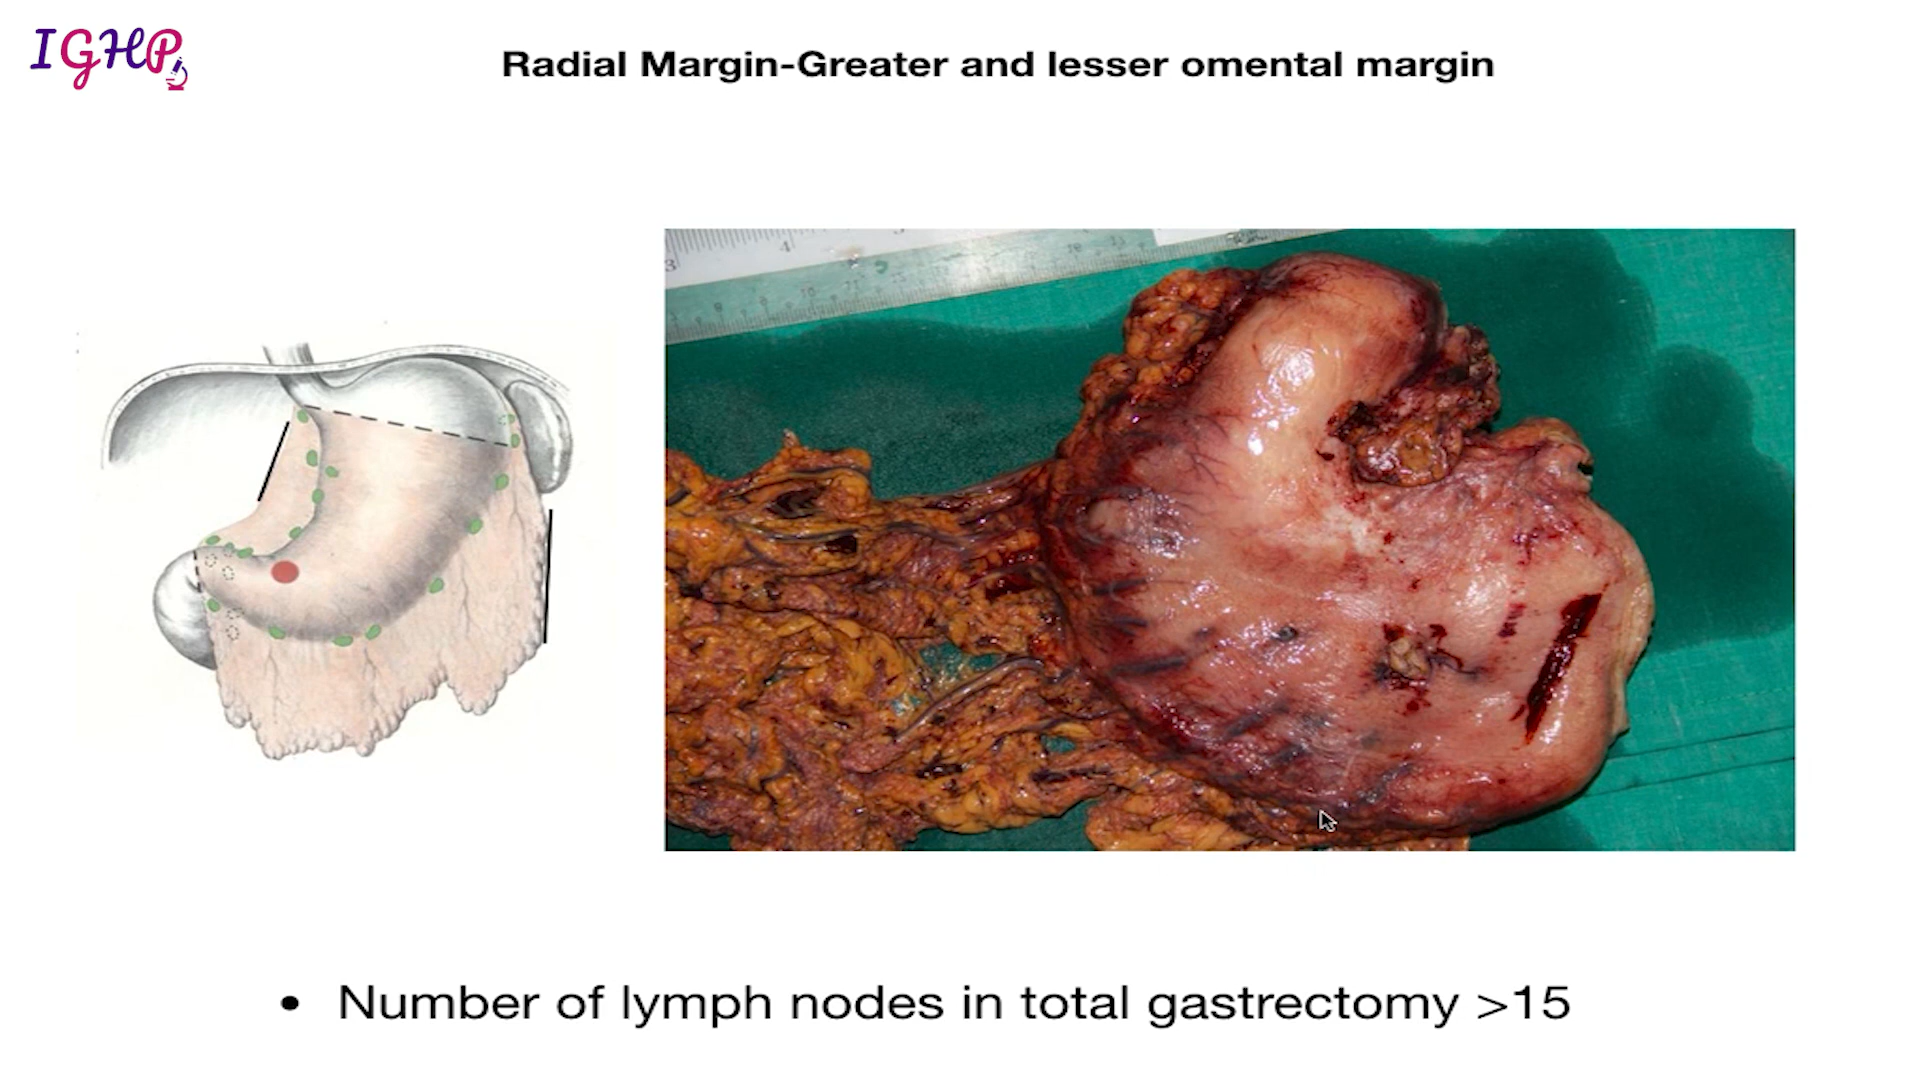 IGHP
Radial Margin-Greater and lesser omental margin
Number of lymph nodes in total gastrectomy >15